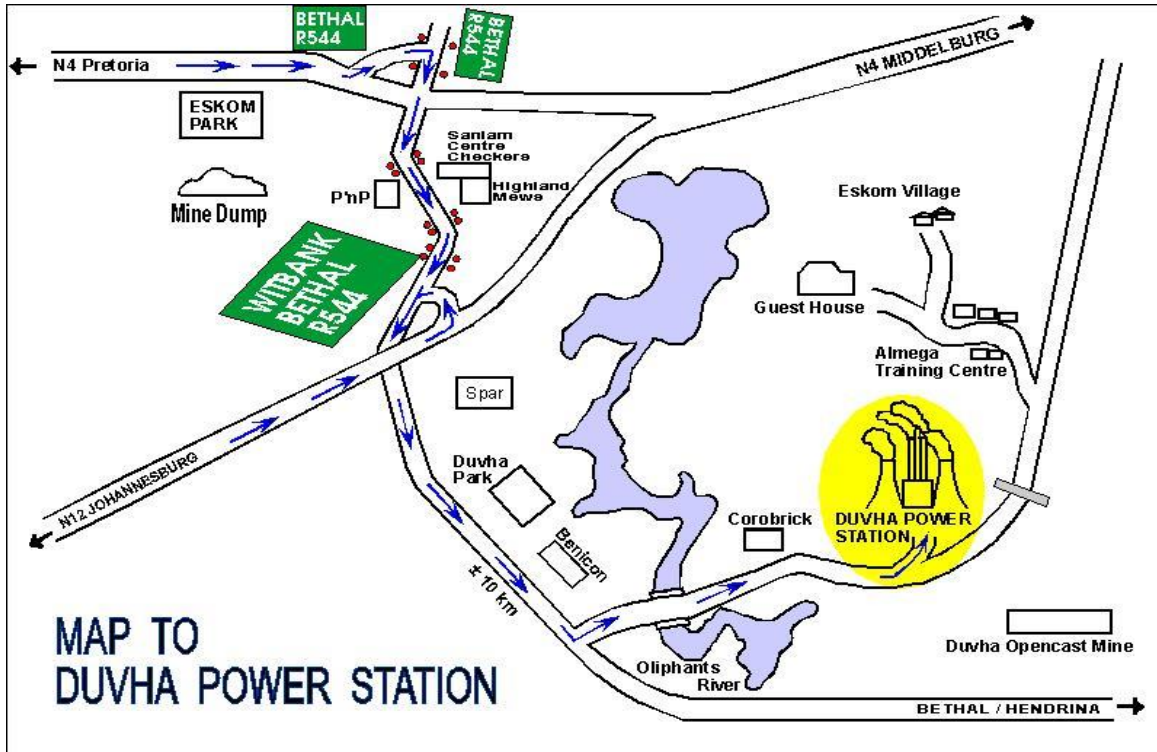 BETHAL
R544
BETHAL
R544
N4 Pretoria
N4 MIDDELBURG
ESKOM
PARK
Sanlam
Centre
Checkers
P'nP
Highland
Mews
Mine Dump
Eskom Village
WITBANK
BETHAL
R544
Guest House
Almega
Training Centre
Spar
N12 JOHANNESBURG
Duvha
Park
Corobrick
DUVHA POWER
STATION
Benicon
± 10 km
MAP TO
DUVHA POWER STATION
Oliphants
River
Duvha Opencast Mine
BETHAL / HENDRINA